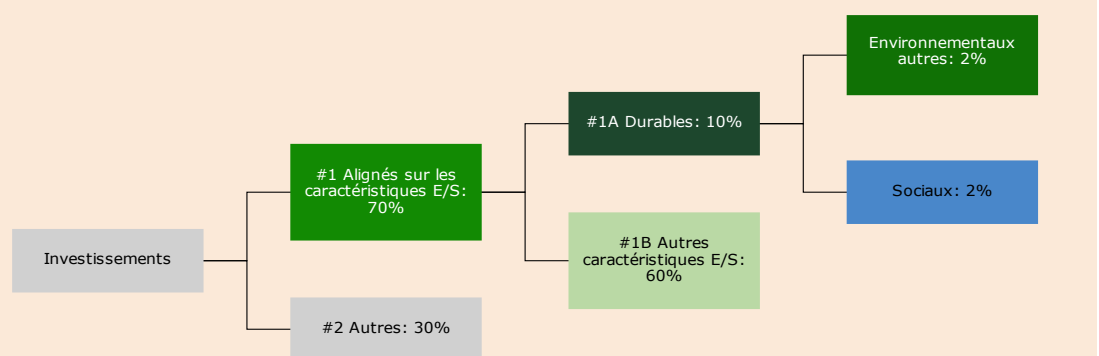 Investissements
#1 Alignés sur les
caractéristiques E/S:
70%
#2 Autres: 30%
#1A Durables: 10%
#1B Autres
caractéristiques E/S:
60%
Environnementaux
autres: 2%
Sociaux: 2%